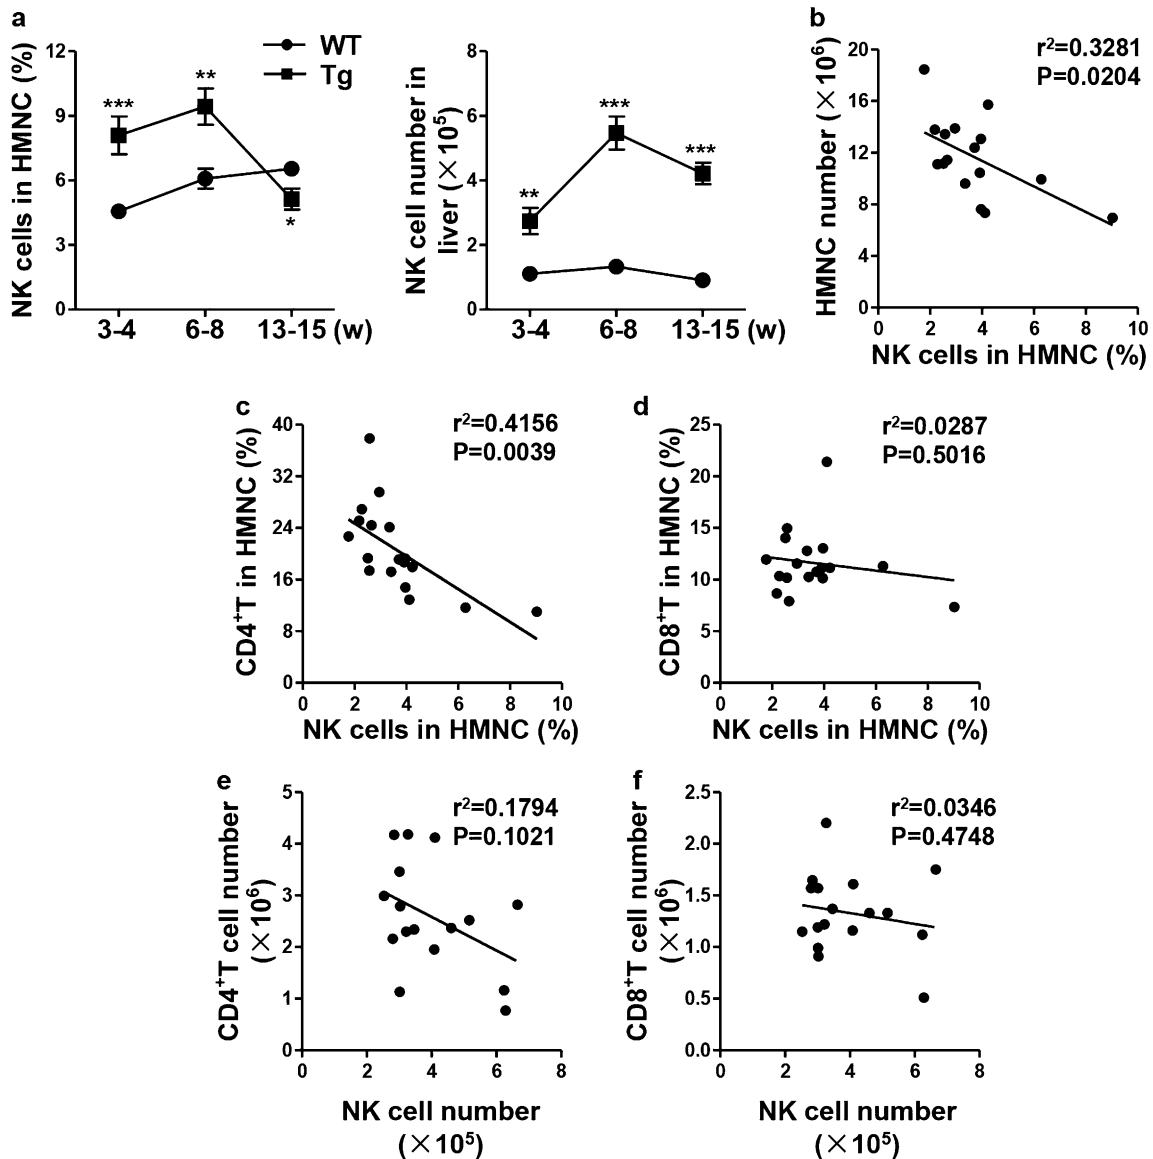 a
NK cells in HMNC (%)
12
9
6
3
0
***
**
*
WT
Tg
3-4 6-8 13-15 (w)
NK cell number in
liver (×10⁵)
8
6
4
2
0
**
***
***
3-4 6-8 13-15 (w)
b
HMNC number (×10⁶)
20
16
12
8
4
0
r²=0.3281
P=0.0204
0 2 4 6 8 10
NK cells in HMNC (%)
c
CD4⁺T in HMNC (%)
40
32
24
16
8
0
r²=0.4156
P=0.0039
0 2 4 6 8 10
NK cells in HMNC (%)
d
CD8⁺T in HMNC (%)
25
20
15
10
5
0
r²=0.0287
P=0.5016
0 2 4 6 8 10
NK cells in HMNC (%)
e
CD4⁺T cell number
(×10⁶)
5
4
3
2
1
0
r²=0.1794
P=0.1021
0 2 4 6 8
NK cell number
(×10⁵)
f
CD8⁺T cell number
(×10⁶)
2.5
2.0
1.5
1.0
0.5
0.0
r²=0.0346
P=0.4748
0 2 4 6 8
NK cell number
(×10⁵)